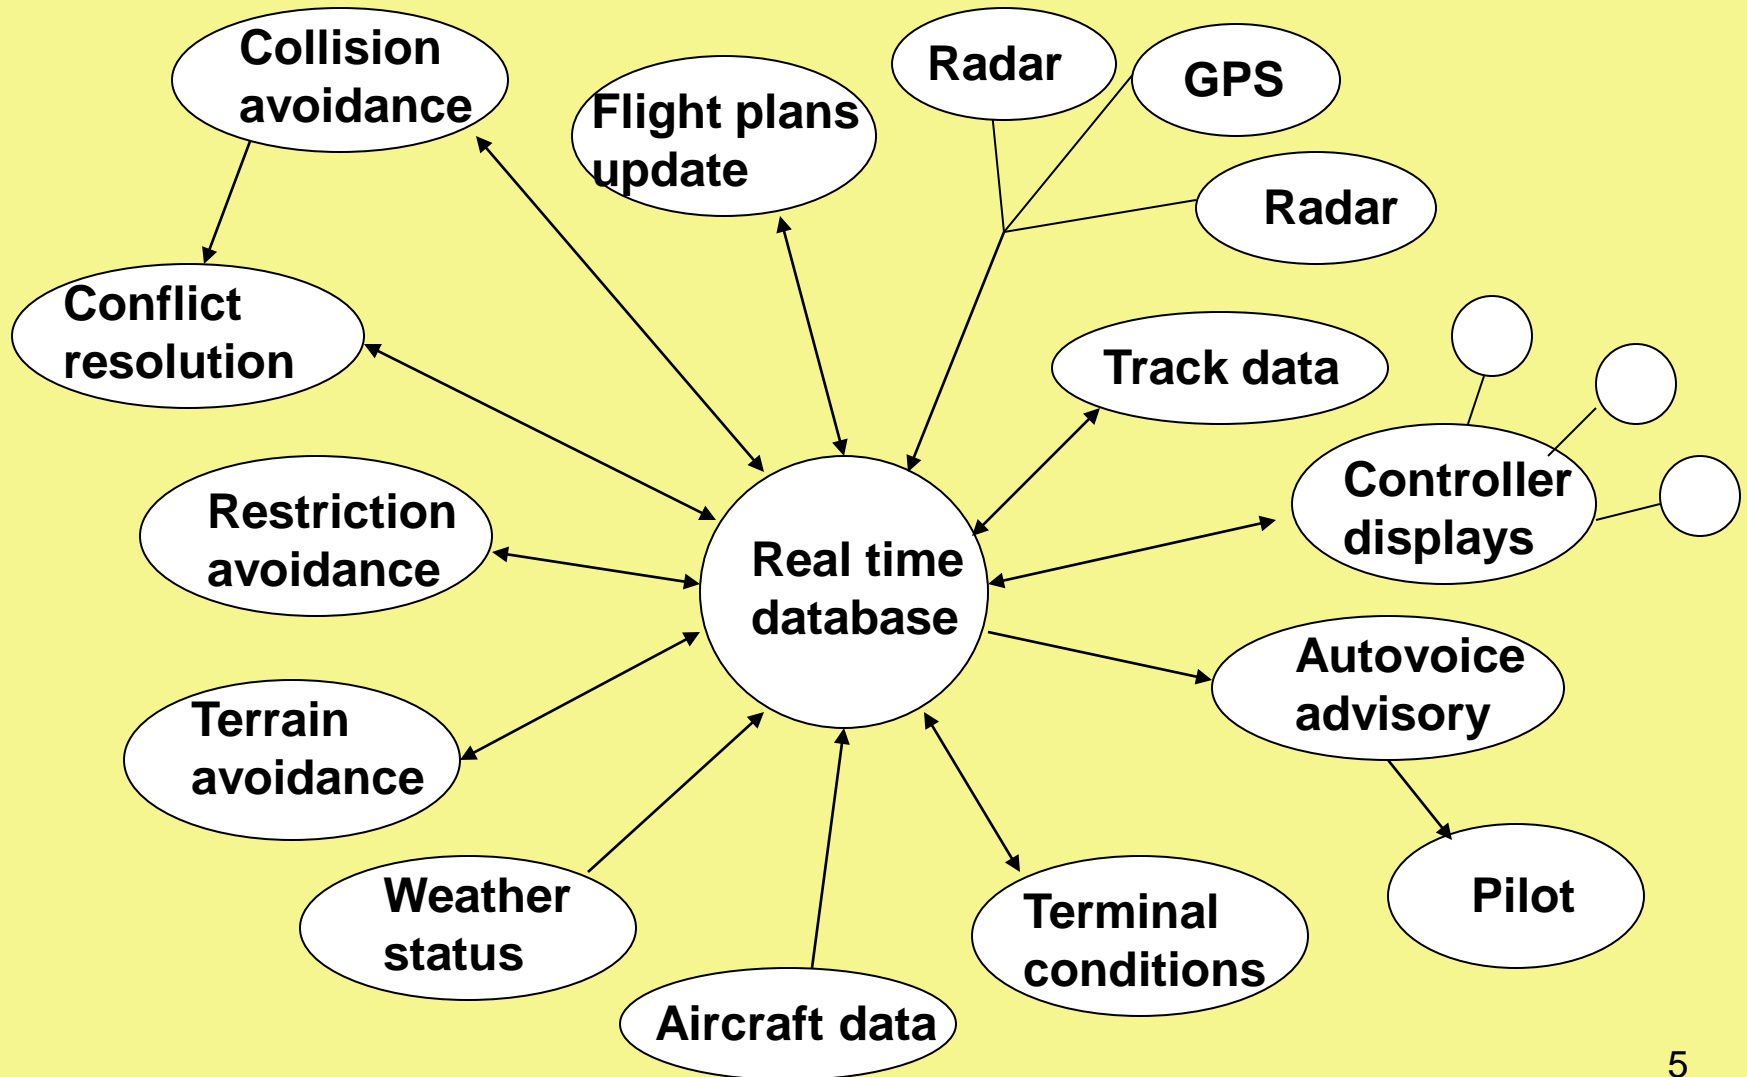 Collision
avoidance
Flight plans
update
Radar
GPS
Radar
Conflict
resolution
Track data
Controller
displays
Restriction
avoidance
Real time
database
Autovoice
advisory
Terrain
avoidance
Weather
status
Terminal
conditions
Pilot
Aircraft data
5